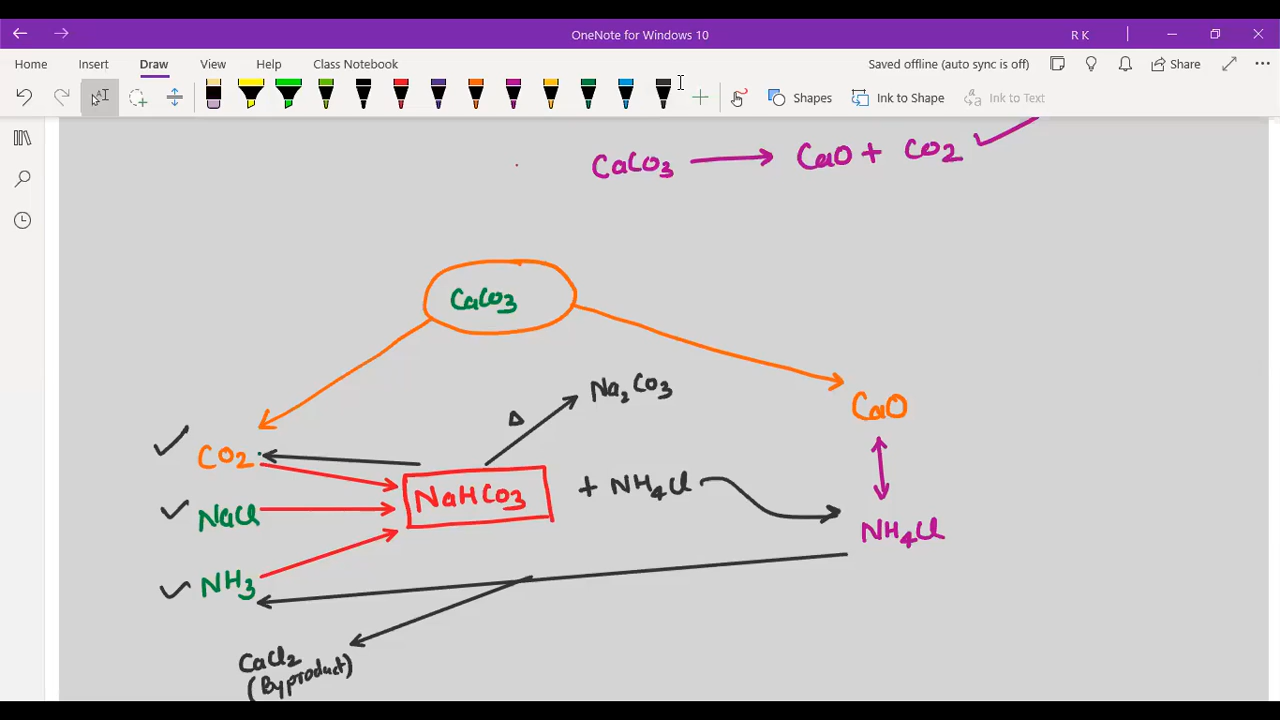 OneNote for Windows 10
R K
Home Insert Draw View Help Class Notebook
Saved offline (auto sync is off)
Share
Shapes
Ink to Shape
Ink to Text
CaCO3 → CaO + CO2 ✓
CaCO3
Na2CO3
Δ
CaO
✓ CO2
NaHCO3 + NH4Cl
✓ NaCl
NH4Cl
✓ NH3
CaCl2
(Byproduct)